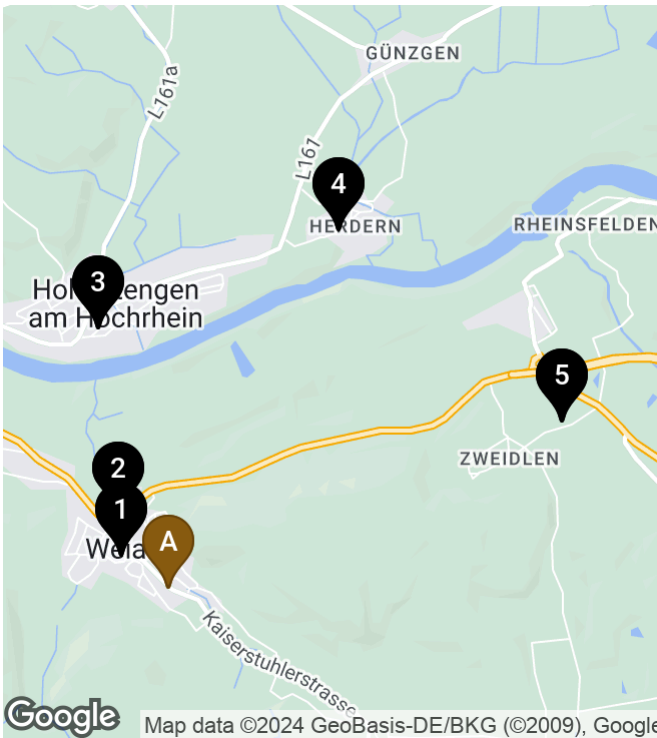 GÜNZGEN
L161a
L161
4
HERDERN
RHEINSFELDEN
3
am Hochrhein
5
ZWEIDLEN
2
1
A
Kaiserstuhlerstrasse
Google
Map data ©2024 GeoBasis-DE/BKG (©2009), Google